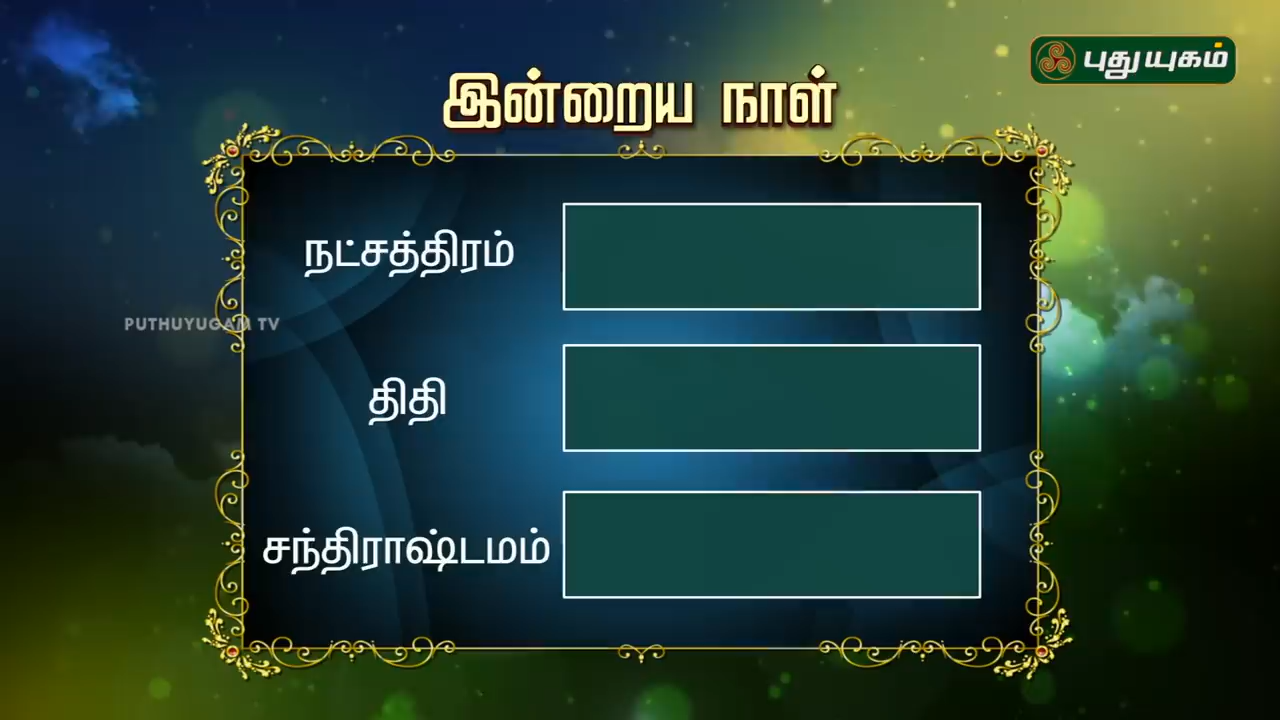 புதுயுகம்
இன்றைய நாள்
நட்சத்திரம்
PUTHUYUGAM TV
திதி
சந்திராஷ்டமம்